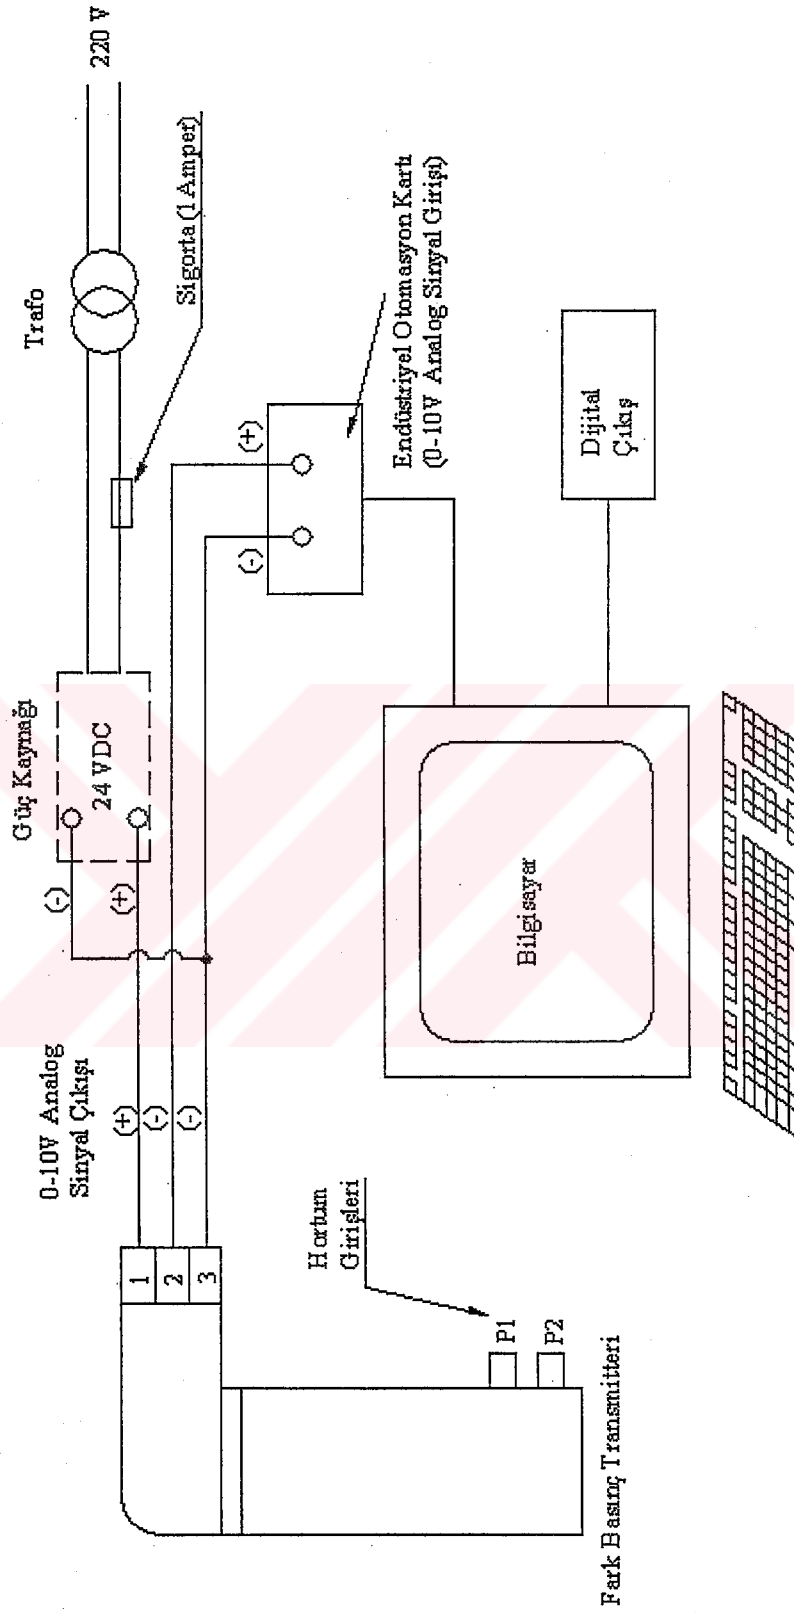 220 V
Trafo
Sigorta (1 Amper)
Güç Kaynağı
24 VDC
(-)
(+)
0-10V Analog
Sinyal Çıkışı
(+)
(-)
(-)
1
2
3
(-)
(+)
Endüstriyel Otomasyon Kartı
(0-10V Analog Sinyal Girişi)
Hortum
Girişleri
P1
P2
Bilgisayar
Dijital
Çıkış
Fark Basınç Transmitteri